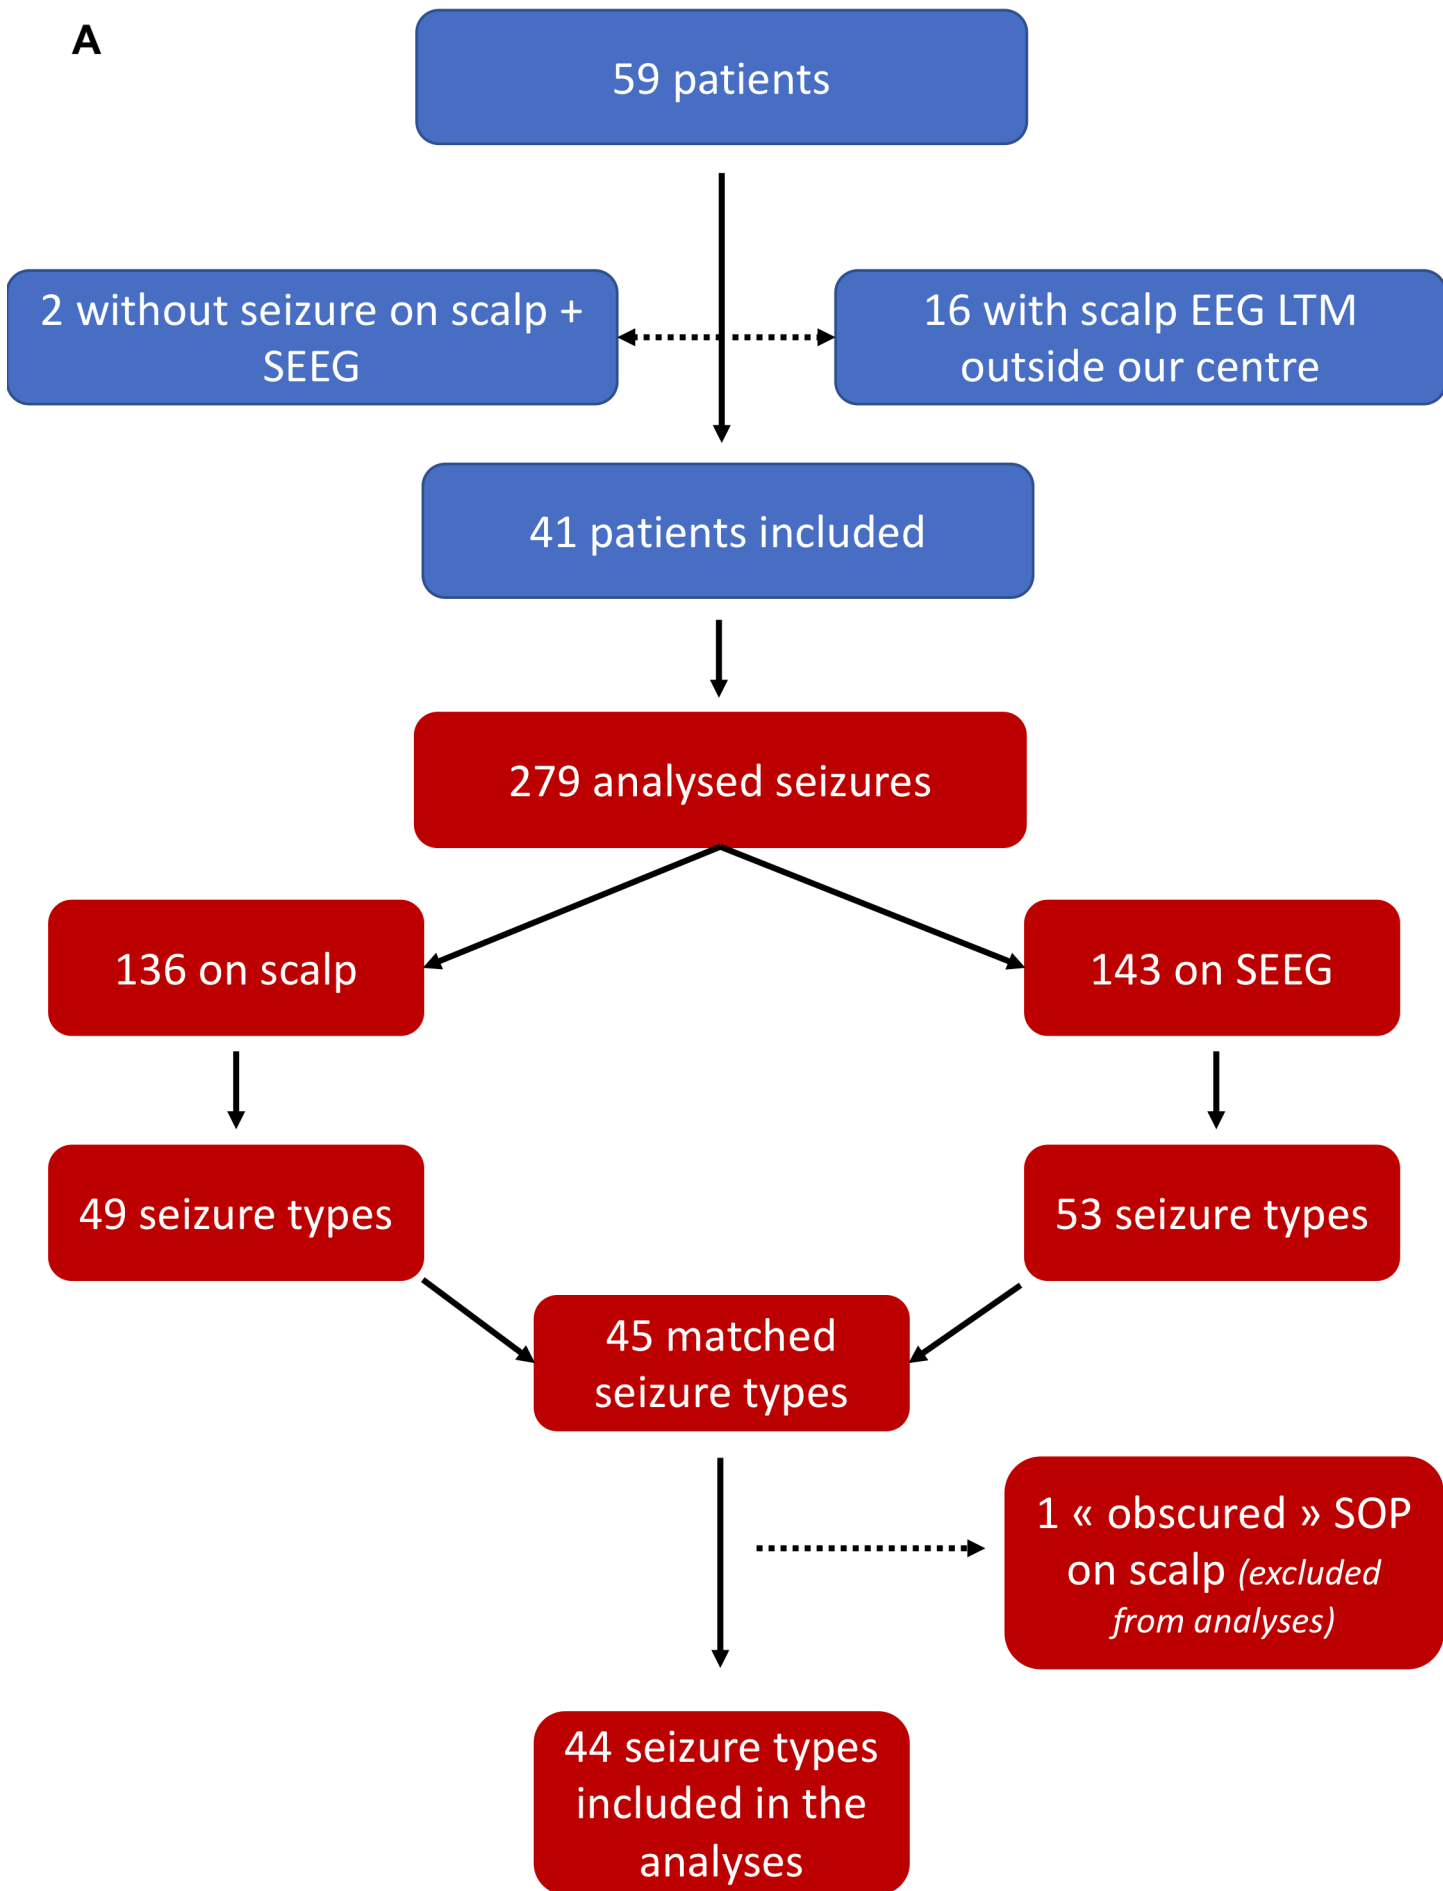 A
59 patients
2 without seizure on scalp +
SEEG
16 with scalp EEG LTM
outside our centre
41 patients included
279 analysed seizures
136 on scalp
143 on SEEG
49 seizure types
53 seizure types
45 matched
seizure types
1 « obscured » SOP
on scalp (excluded
from analyses)
44 seizure types
included in the
analyses